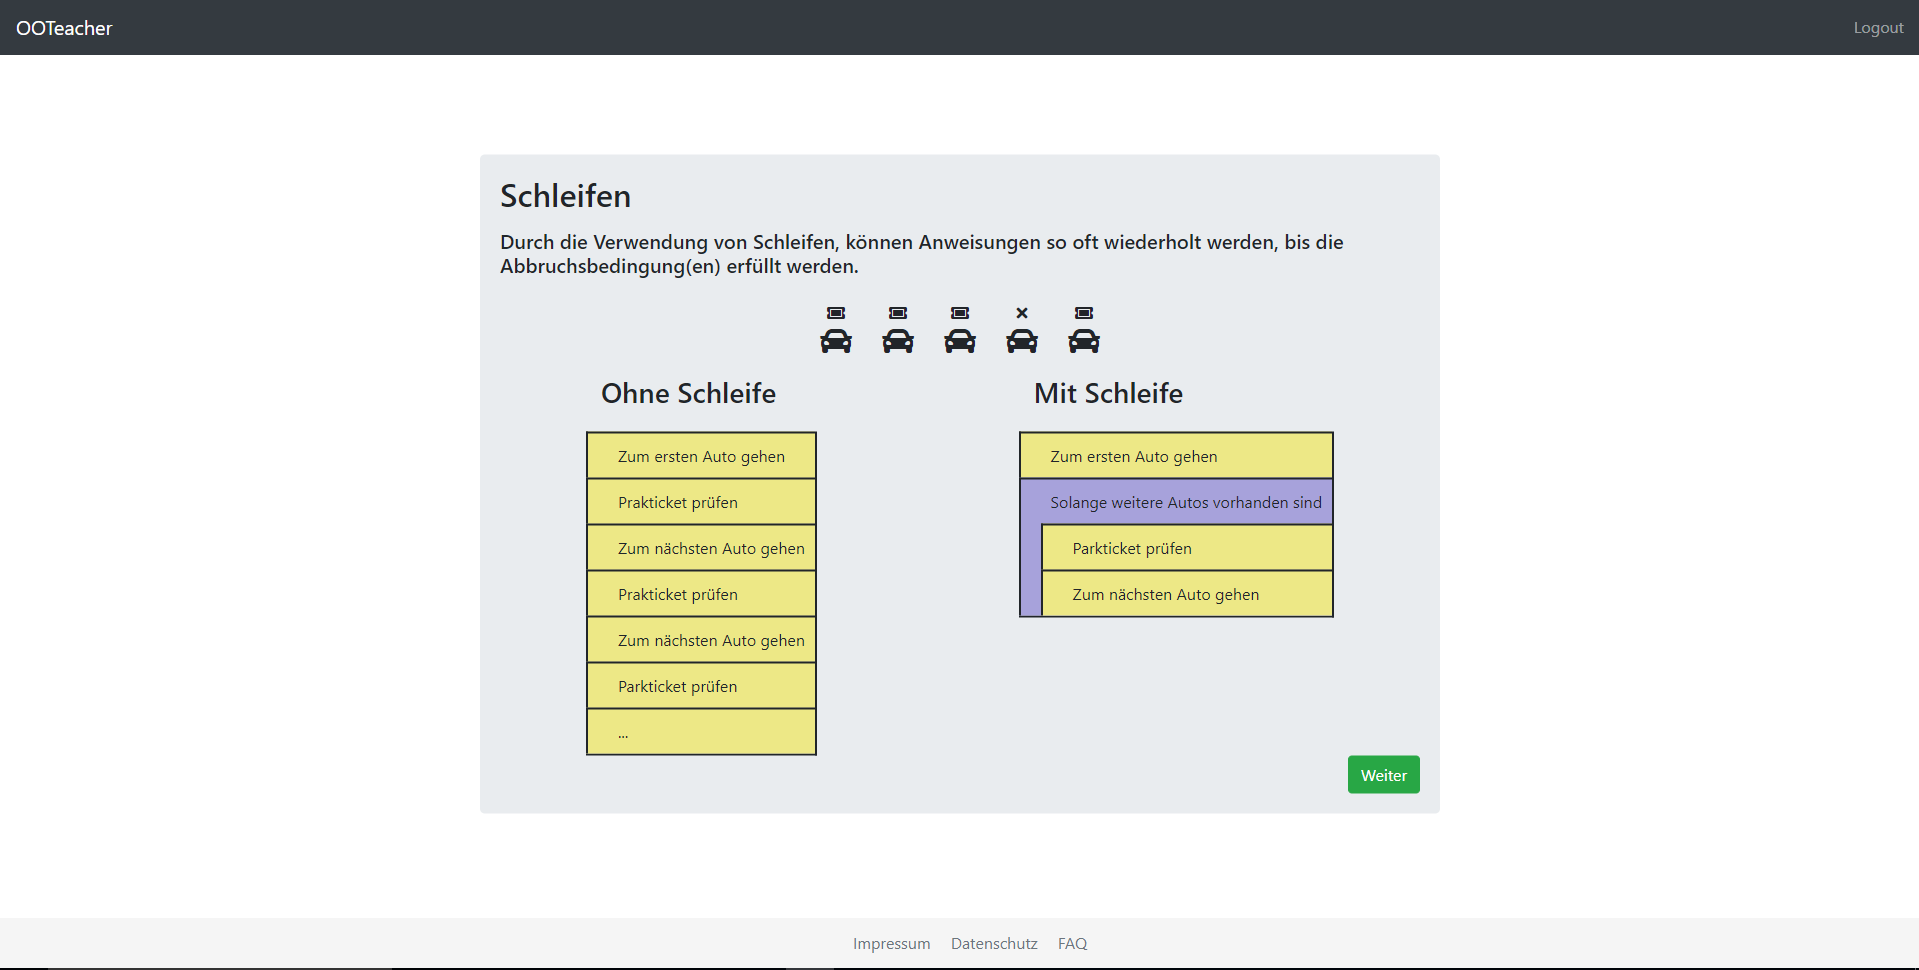 OOTeacher
Logout
Schleifen
Durch die Verwendung von Schleifen, können Anweisungen so oft wiederholt werden, bis die
Abbruchsbedingung(en) erfüllt werden.
Ohne Schleife
Zum ersten Auto gehen
Prakticket prüfen
Zum nächsten Auto gehen
Prakticket prüfen
Zum nächsten Auto gehen
Parkticket prüfen
...
Mit Schleife
Zum ersten Auto gehen
Solange weitere Autos vorhanden sind
Parkticket prüfen
Zum nächsten Auto gehen
Weiter
Impressum
Datenschutz
FAQ